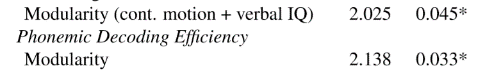 Modularity (cont. motion + verbal IQ) 2.025 0.045*
Phonemic Decoding Efficiency
Modularity 2.138 0.033*